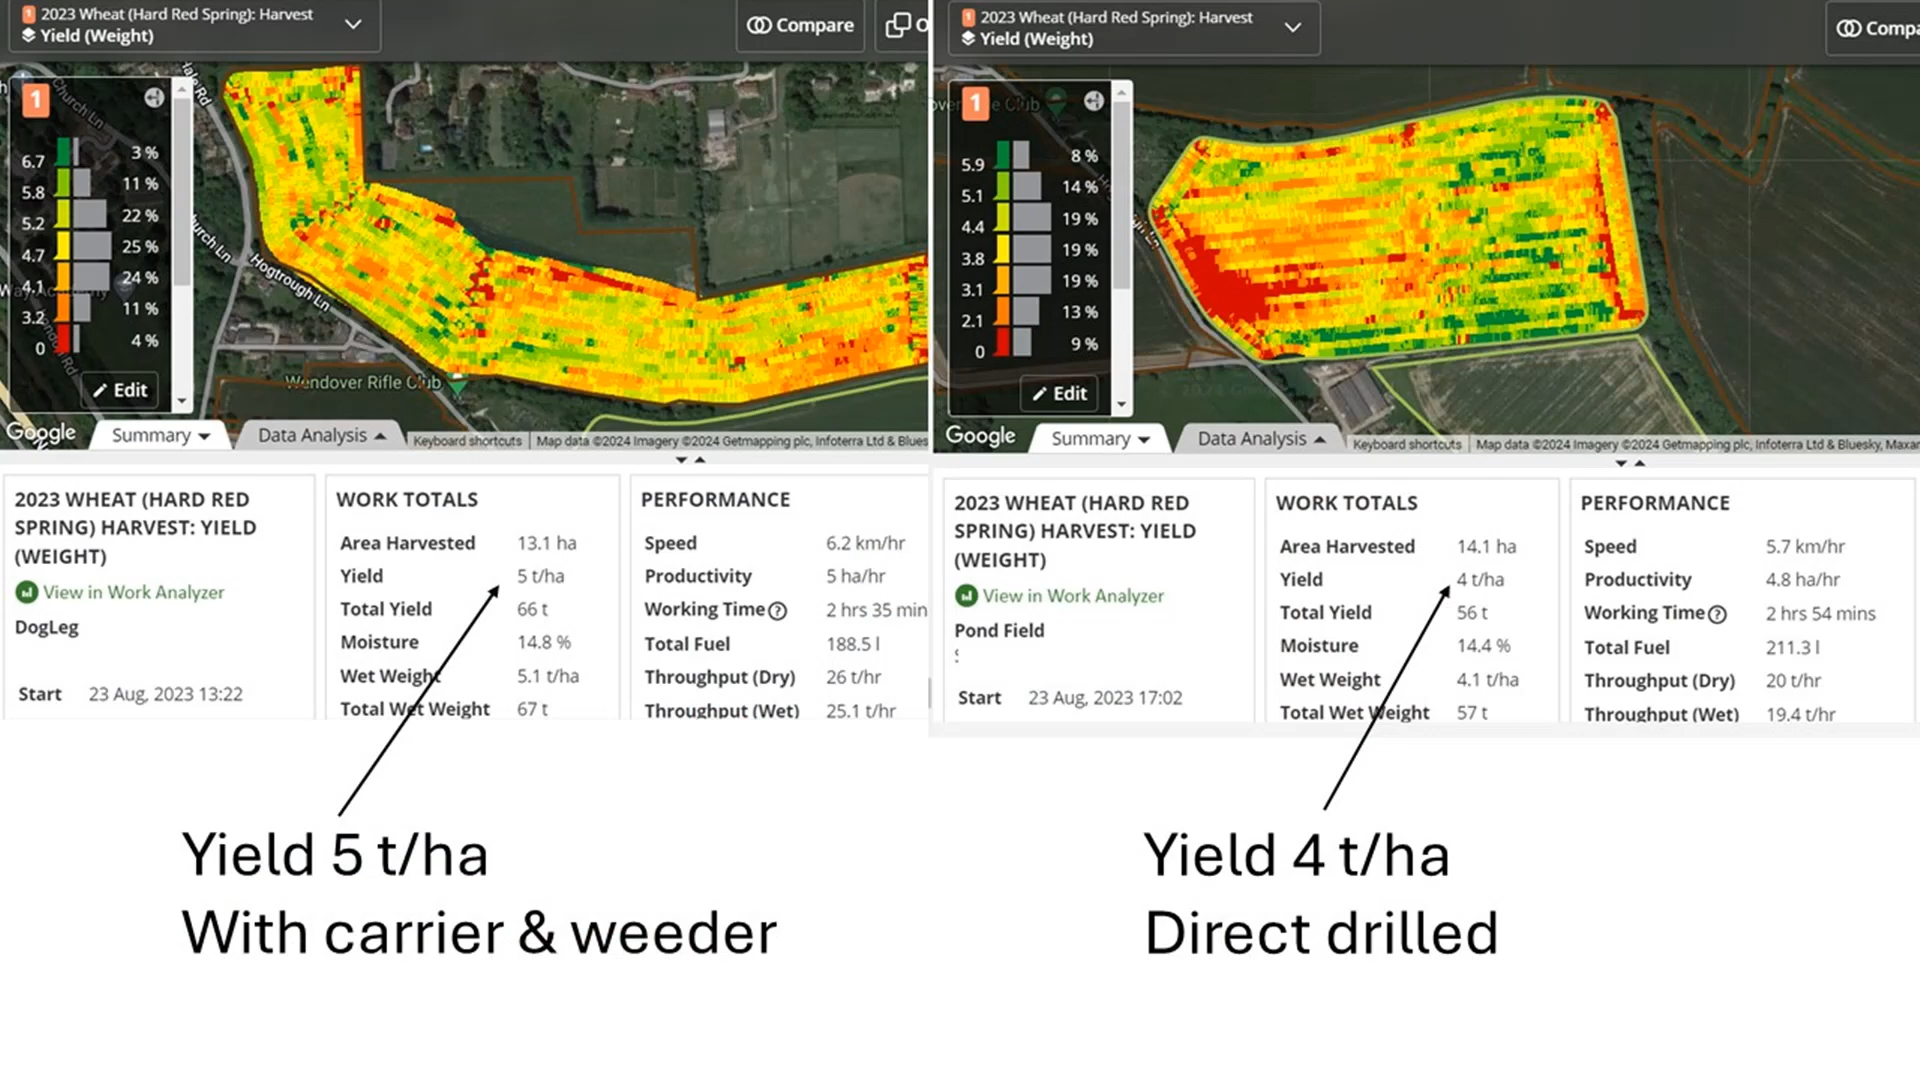 2023 Wheat (Hard Red Spring): Harvest
Yield (Weight)
Compare
1
6.7
5.8
5.2
4.7
4.1
3.2
0
3 %
11 %
22 %
25 %
24 %
11 %
4 %
Edit
Church Ln
Hale Rd
Hogtrough Ln
Wendover Rifle Club
Google
Summary
Data Analysis
Keyboard shortcuts
Map data ©2024 Imagery ©2024 Getmapping plc, Infoterra Ltd & Blues
2023 WHEAT (HARD RED
SPRING) HARVEST: YIELD
(WEIGHT)
View in Work Analyzer
DogLeg
Start 23 Aug, 2023 13:22
WORK TOTALS
Area Harvested 13.1 ha
Yield 5 t/ha
Total Yield 66 t
Moisture 14.8 %
Wet Weight 5.1 t/ha
Total Wet Weight 67 t
PERFORMANCE
Speed 6.2 km/hr
Productivity 5 ha/hr
Working Time 2 hrs 35 min
Total Fuel 188.5 l
Throughput (Dry) 26 t/hr
Throughput (Wet) 25.1 t/hr
Yield 5 t/ha
With carrier & weeder
2023 Wheat (Hard Red Spring): Harvest
Yield (Weight)
Compa
1
5.9
5.1
4.4
3.8
3.1
2.1
0
8 %
14 %
19 %
19 %
19 %
13 %
9 %
Edit
Google
Summary
Data Analysis
Keyboard shortcuts
Map data ©2024 Imagery ©2024 Getmapping plc, Infoterra Ltd & Bluesky, Maxar
2023 WHEAT (HARD RED
SPRING) HARVEST: YIELD
(WEIGHT)
View in Work Analyzer
Pond Field
Start 23 Aug, 2023 17:02
WORK TOTALS
Area Harvested 14.1 ha
Yield 4 t/ha
Total Yield 56 t
Moisture 14.4 %
Wet Weight 4.1 t/ha
Total Wet Weight 57 t
PERFORMANCE
Speed 5.7 km/hr
Productivity 4.8 ha/hr
Working Time 2 hrs 54 mins
Total Fuel 211.3 l
Throughput (Dry) 20 t/hr
Throughput (Wet) 19.4 t/hr
Yield 4 t/ha
Direct drilled